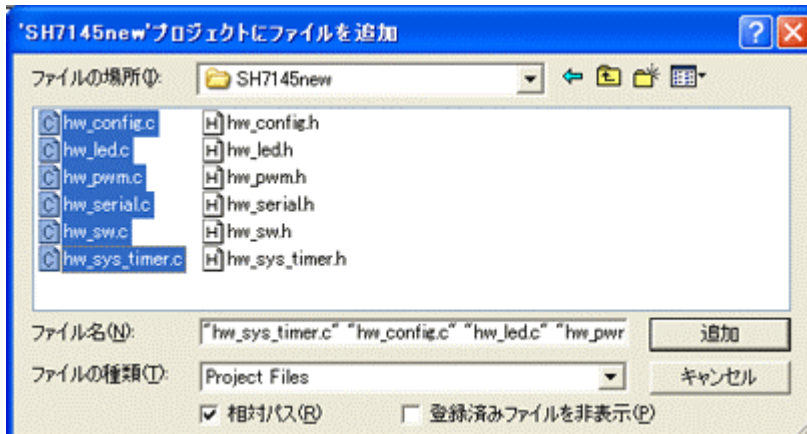 'SH7145new'プロジェクトにファイルを追加
ファイルの場所(I): SH7145new
hw_config.c hw_config.h
hw_led.c hw_led.h
hw_pwm.c hw_pwm.h
hw_serial.c hw_serial.h
hw_sw.c hw_sw.h
hw_sys_timer.c hw_sys_timer.h
ファイル名(N): "hw_sys_timer.c" "hw_config.c" "hw_led.c" "hw_pwr 追加
ファイルの種類(T): Project Files キャンセル
相対パス(R) 登録済みファイルを非表示(P)